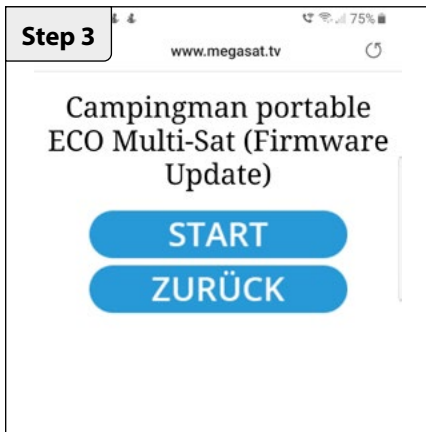 Step 3
75%
www.megasat.tv
Campingman portable
ECO Multi-Sat (Firmware
Update)
START
ZURÜCK